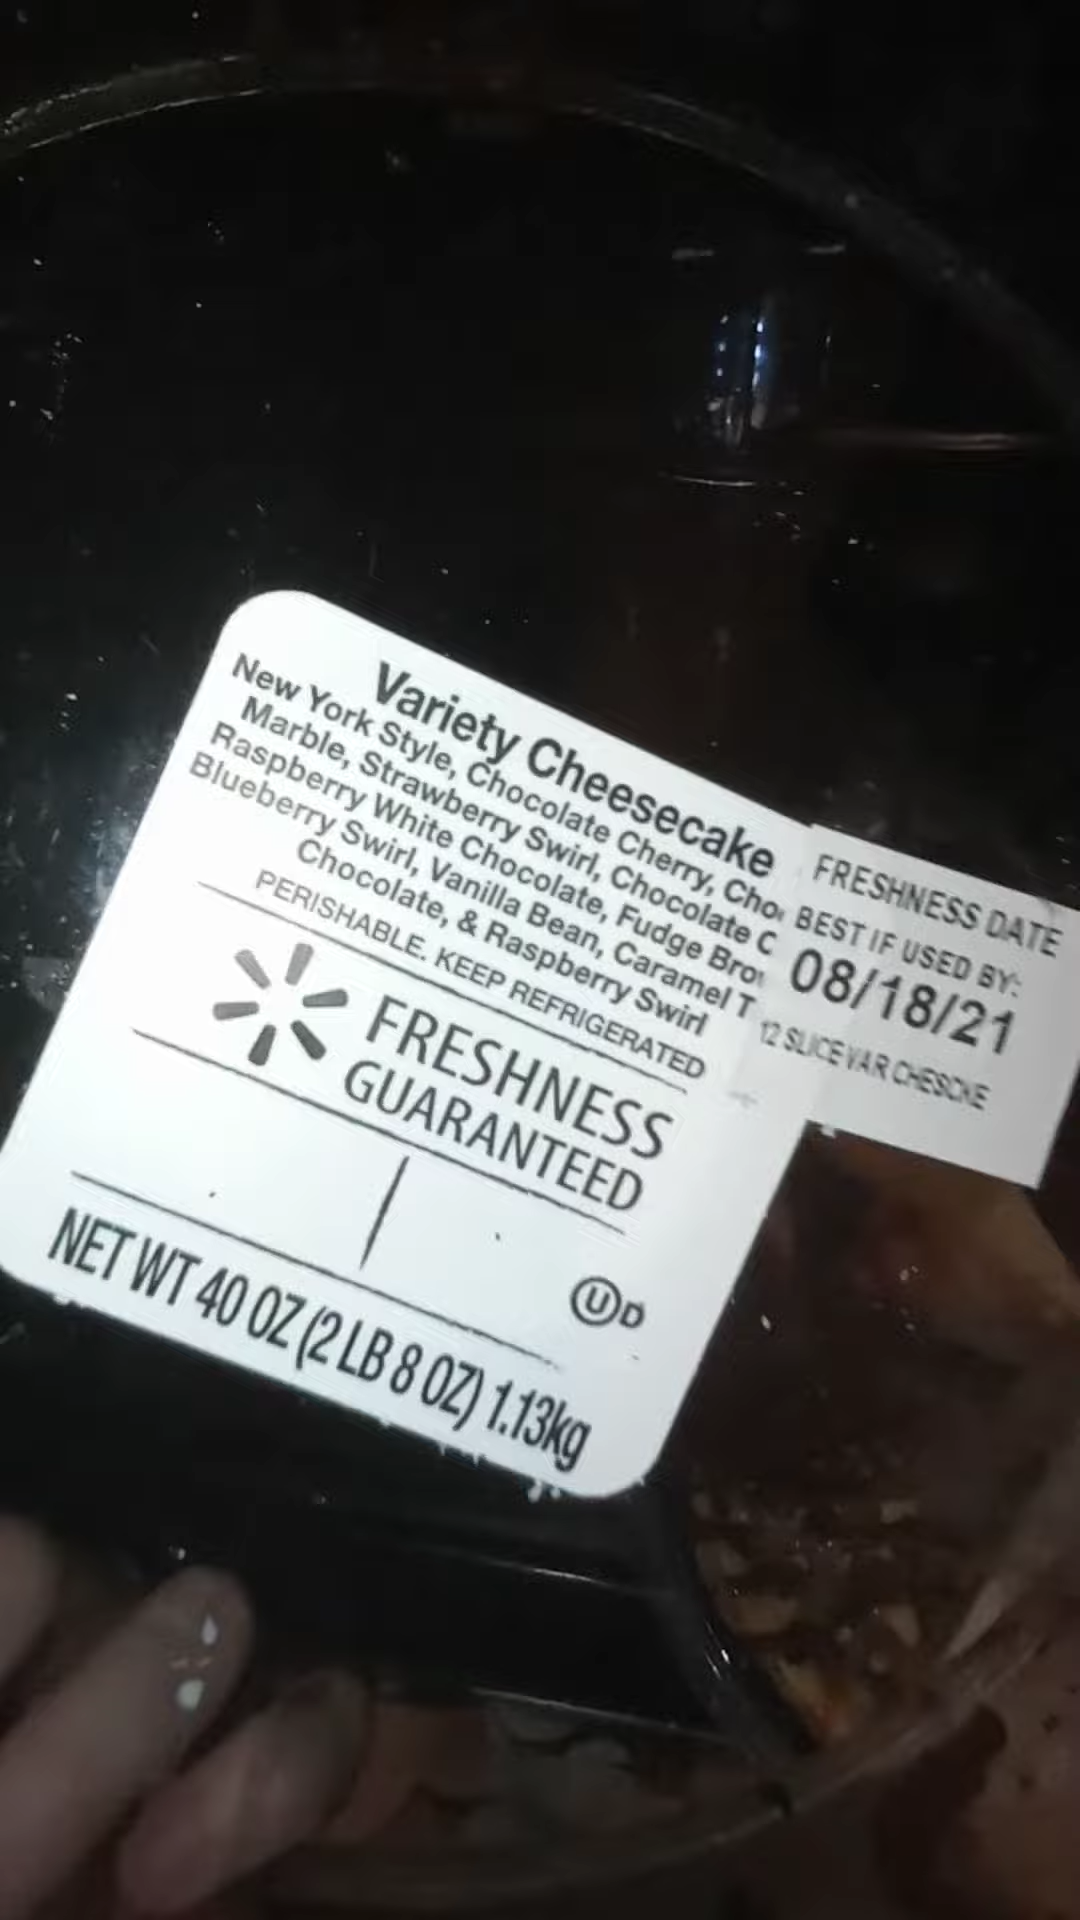 Variety Cheesecake
New York Style, Chocolate Cherry, Cho
Marble, Strawberry Swirl, Chocolate C
Raspberry White Chocolate, Fudge Bro
Blueberry Swirl, Vanilla Bean, Caramel T
Chocolate, & Raspberry Swirl
PERISHABLE. KEEP REFRIGERATED
FRESHNESS
GUARANTEED
U D
NET WT 40 OZ (2 LB 8 OZ) 1.13kg
FRESHNESS DATE
BEST IF USED BY:
08/18/21
12 SLICE VAR CHESCKE